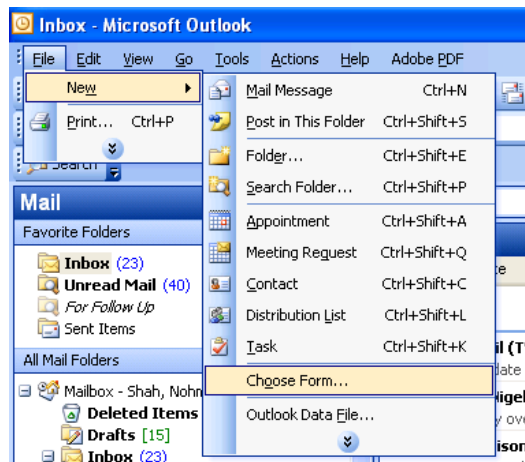 Inbox - Microsoft Outlook
File Edit View Go Tools Actions Help Adobe PDF
New
Print... Ctrl+P
Search
Mail Message Ctrl+N
Post in This Folder Ctrl+Shift+S
Folder... Ctrl+Shift+E
Search Folder... Ctrl+Shift+P
Appointment Ctrl+Shift+A
Meeting Request Ctrl+Shift+Q
Contact Ctrl+Shift+C
Distribution List Ctrl+Shift+L
Task Ctrl+Shift+K
Choose Form...
Outlook Data File...
Mail
Favorite Folders
Inbox (23)
Unread Mail (40)
For Follow Up
Sent Items
All Mail Folders
Mailbox - Shah, Nohn
Deleted Items
Drafts [15]
Inbox (23)